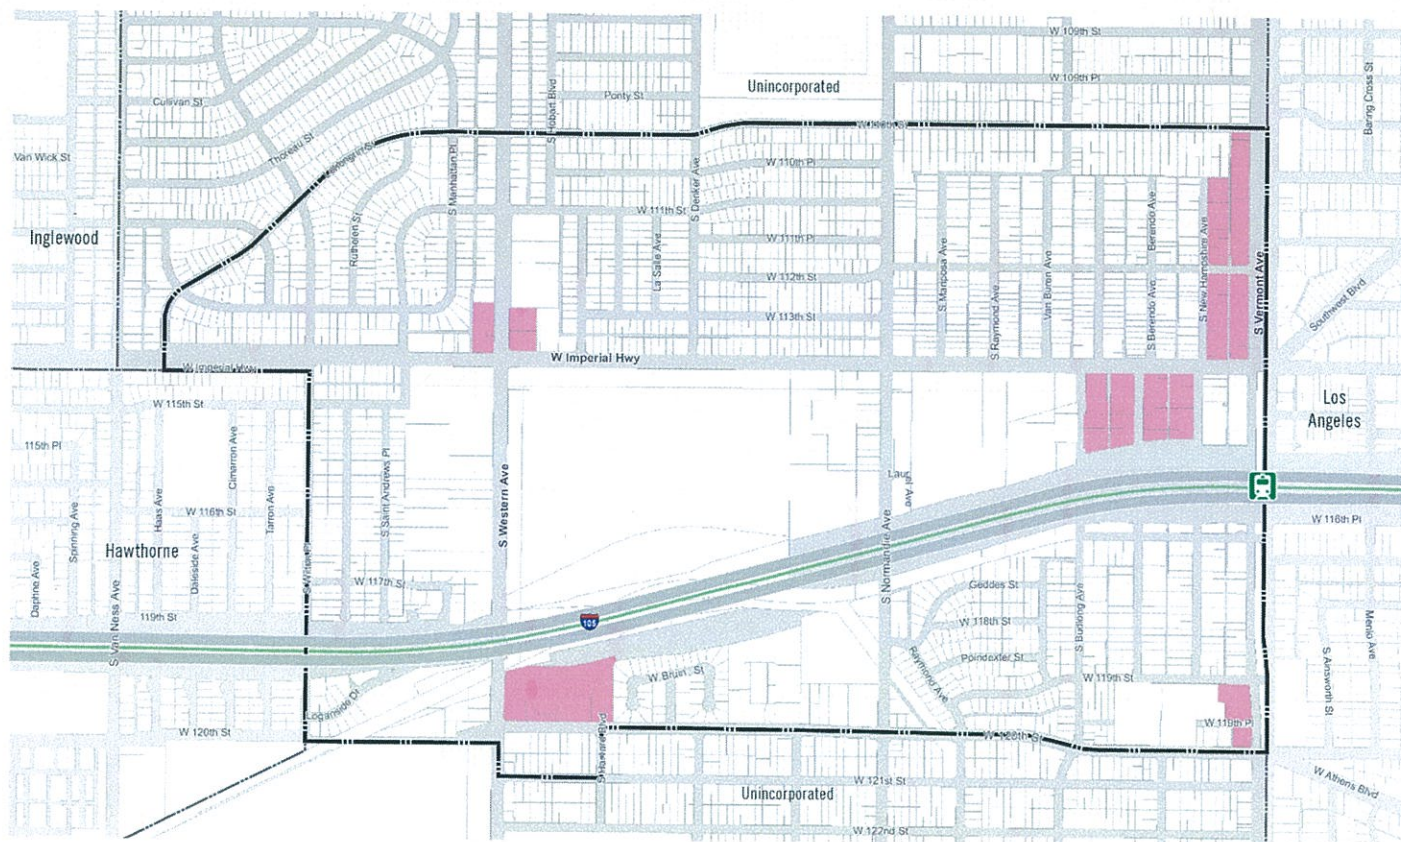 W 109th St
W 109th Pl
Unincorporated
Baring Cross St
Cullivan St
Ponty St
S Hobart Blvd
Van Wick St
Thoreau St
S Manhattan Pl
W 110th Pl
S Denker Ave
W 111th St
Inglewood
Ruthelen St
La Salle Ave
W 111th Pl
W 112th St
W 113th St
S Mariposa Ave
S Raymond Ave
Van Buren Ave
Berendo Ave
S Berendo Ave
S New Hampshire Ave
S Vermont Ave
Southwest Blvd
W Imperial Hwy
W Imperial Hwy
W 115th St
Los
Angeles
115th Pl
Cimarron Ave
Haas Ave
Tarron Ave
S Saint Andrews Pl
S Western Ave
W 116th St
Spinning Ave
Daleside Ave
Hawthorne
Daphne Ave
S Van Ness Ave
119th St
W 117th St
105
S Normandie Ave
W 116th Pl
Geddes St
W 118th St
Poindexter St
S Budlong Ave
Raymond Ave
W 119th St
W 119th Pl
Menlo Ave
S Ainsworth St
W Bruin St
Loganside Dr
W 120th St
W 120th St
W 121st St
Unincorporated
W 122nd St
W Athens Blvd